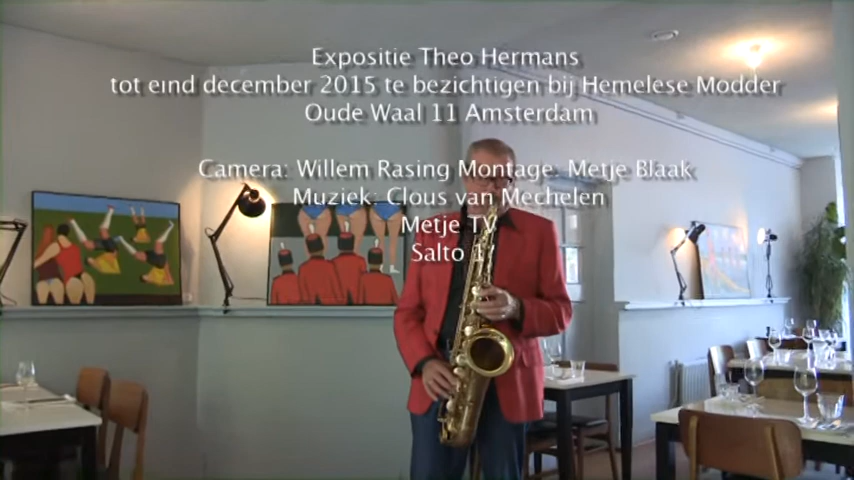 Expositie Theo Hermans
tot eind december 2015 te bezichtigen bij Hemelese Modder
Oude Waal 11 Amsterdam
Camera: Willem Rasing Montage: Metje Blaak
Muziek: Clous van Mechelen
Metje TV
Salto 1